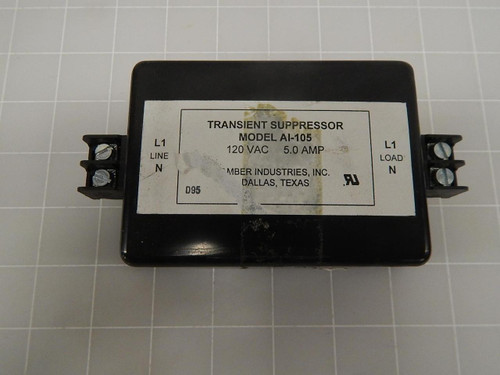 TRANSIENT SUPPRESSOR
MODEL AI-105
120 VAC 5.0 AMP
INDUSTRIES, INC.
DALLAS, TEXAS
L1
LINE
N
L1
LOAD
N
D95